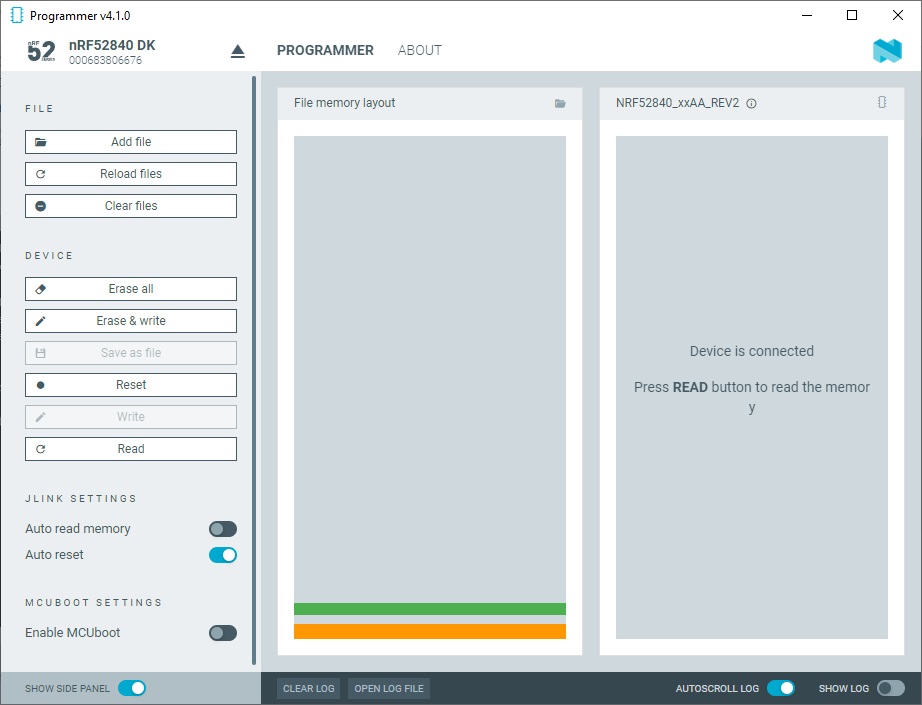 Programmer v4.1.0
nRF
52
SERIES
nRF52840 DK
000683806676
PROGRAMMER
ABOUT
FILE
Add file
Reload files
Clear files
DEVICE
Erase all
Erase & write
Save as file
Reset
Write
Read
JLINK SETTINGS
Auto read memory
Auto reset
MCUBOOT SETTINGS
Enable MCUboot
File memory layout
NRF52840_xxAA_REV2
Device is connected
Press READ button to read the memor
y
SHOW SIDE PANEL
CLEAR LOG
OPEN LOG FILE
AUTOSCROLL LOG
SHOW LOG